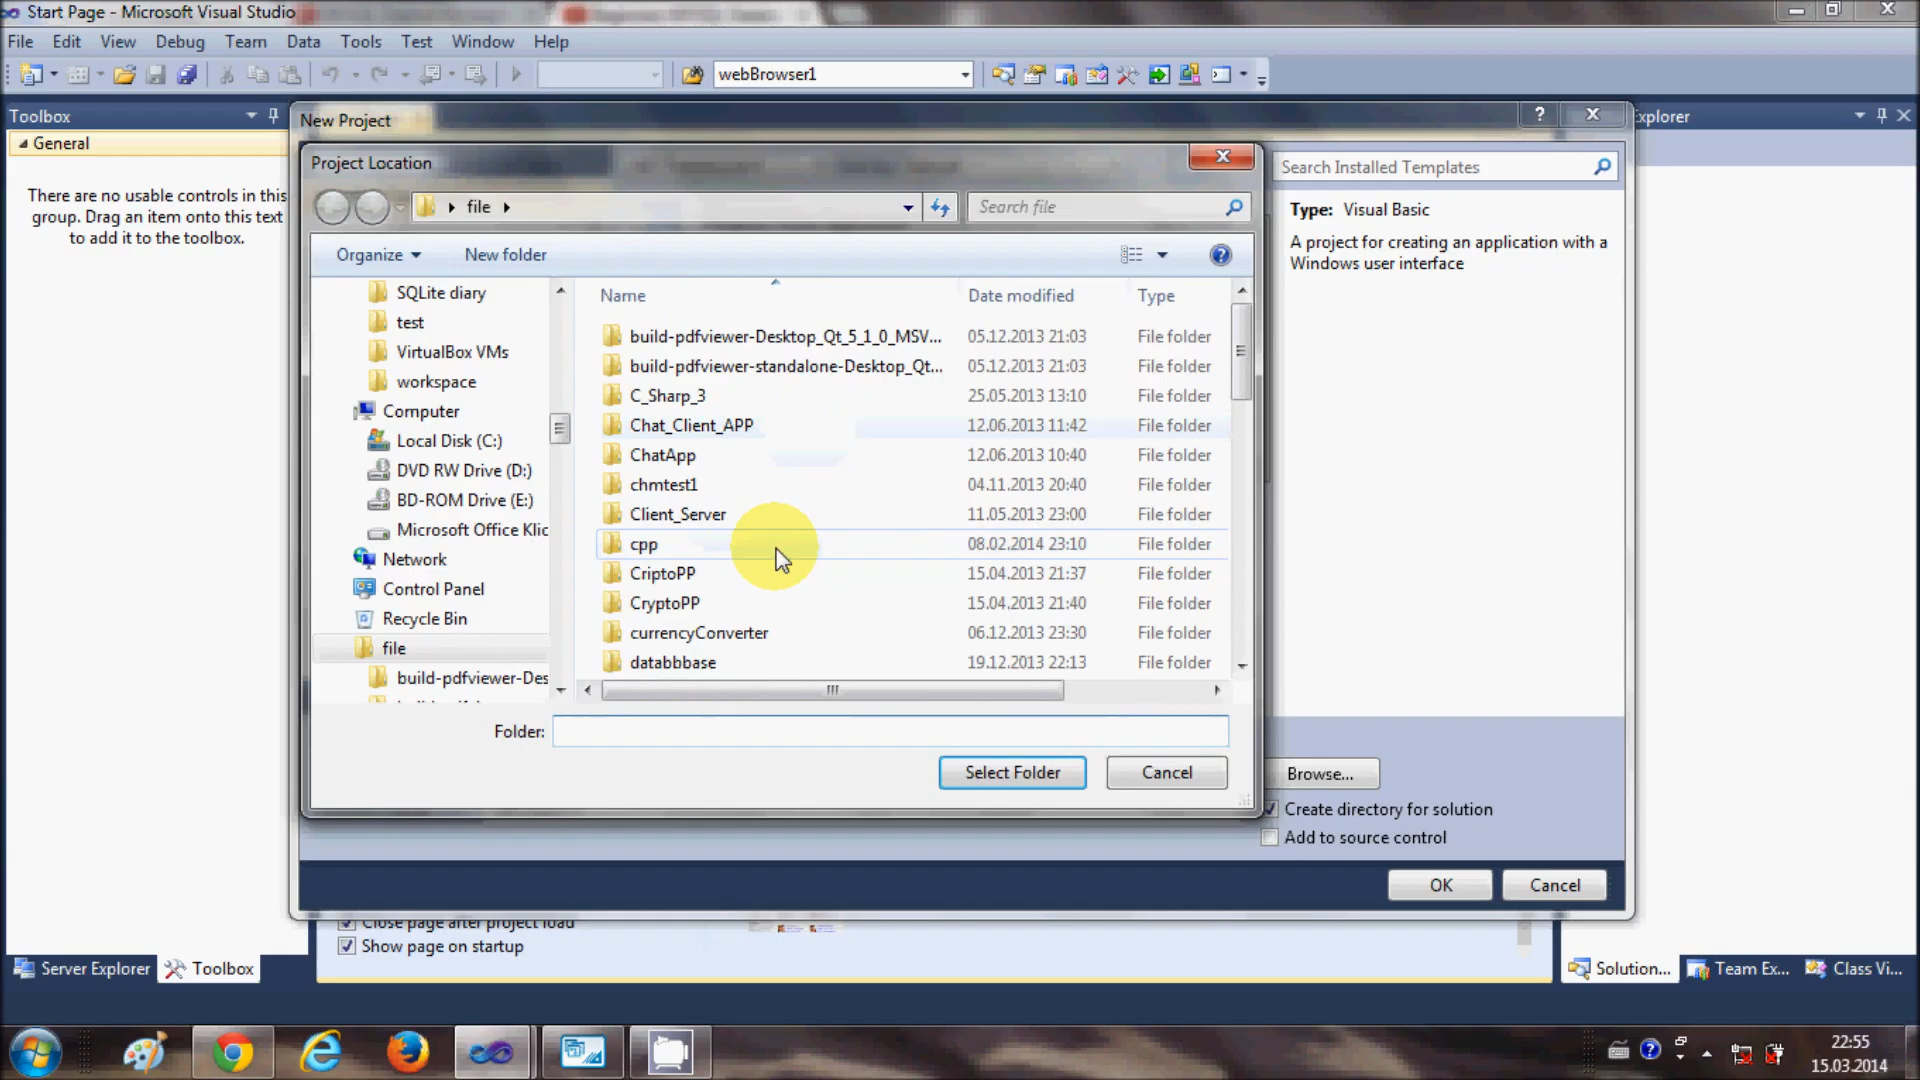 Start Page - Microsoft Visual Studio
File Edit View Debug Team Data Tools Test Window Help
webBrowser1
Toolbox
General
There are no usable controls in this
group. Drag an item onto this text
to add it to the toolbox.
New Project
?
xplorer
Project Location
Search Installed Templates
file
Search file
Type: Visual Basic
A project for creating an application with a
Windows user interface
Organize New folder
Name Date modified Type
SQLite diary
test
VirtualBox VMs
workspace
Computer
Local Disk (C:)
DVD RW Drive (D:)
BD-ROM Drive (E:)
Microsoft Office Klic
Network
Control Panel
Recycle Bin
file
build-pdfviewer-Des
build-pdfviewer-Desktop_Qt_5_1_0_MSV... 05.12.2013 21:03 File folder
build-pdfviewer-standalone-Desktop_Qt... 05.12.2013 21:03 File folder
C_Sharp_3 25.05.2013 13:10 File folder
Chat_Client_APP 12.06.2013 11:42 File folder
ChatApp 12.06.2013 10:40 File folder
chmtest1 04.11.2013 20:40 File folder
Client_Server 11.05.2013 23:00 File folder
cpp 08.02.2014 23:10 File folder
CriptoPP 15.04.2013 21:37 File folder
CryptoPP 15.04.2013 21:40 File folder
currencyConverter 06.12.2013 23:30 File folder
databbbase 19.12.2013 22:13 File folder
Folder:
Select Folder Cancel
Browse...
Create directory for solution
Add to source control
OK Cancel
Close page after project load
Show page on startup
Server Explorer Toolbox
Solution... Team Ex... Class Vi...
22:55
15.03.2014